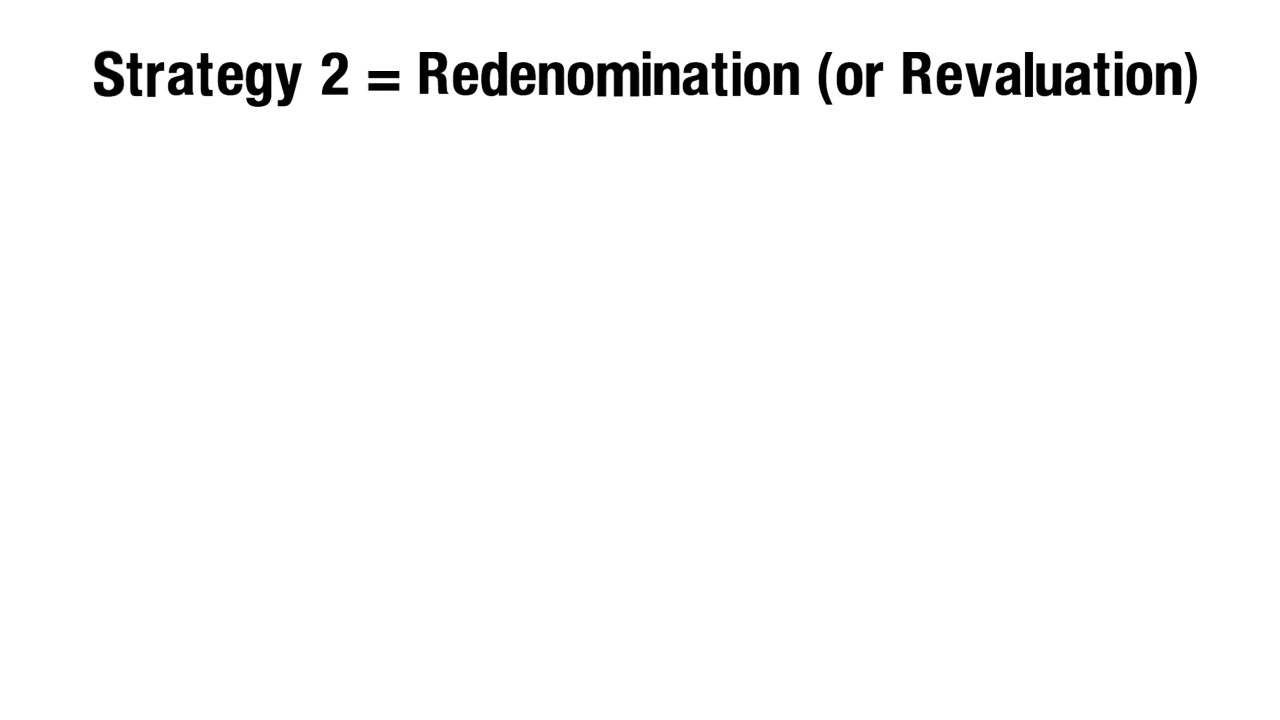 Strategy 2 = Redenomination (or Revaluation)